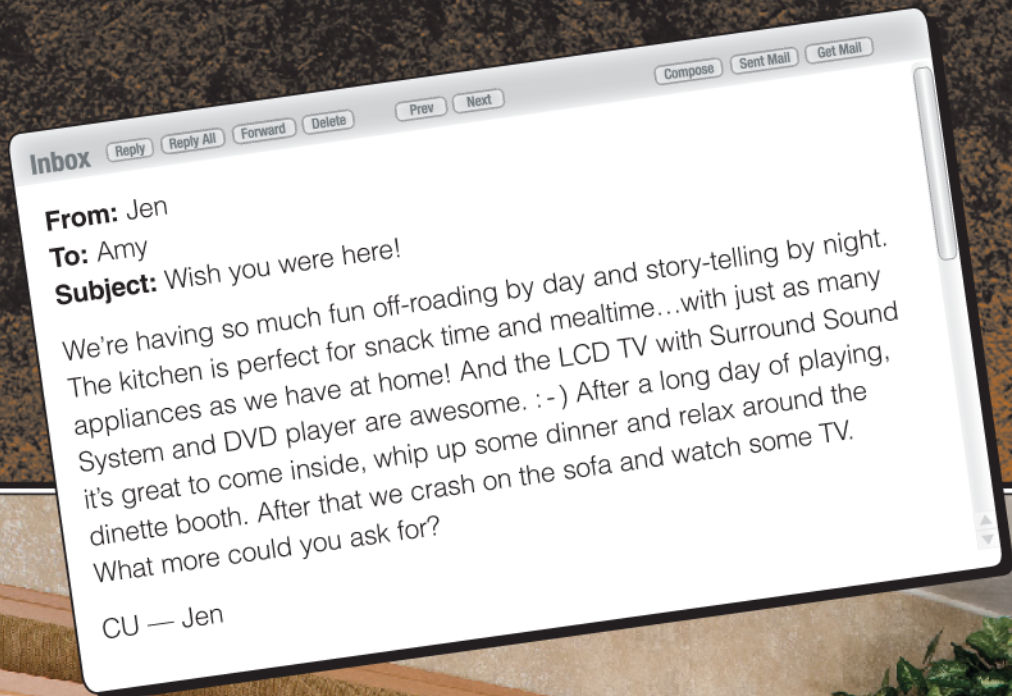 Compose Sent Mail Get Mail
Inbox Reply Reply All Forward Delete Prev Next
From: Jen
To: Amy
Subject: Wish you were here!
We're having so much fun off-roading by day and story-telling by night.
The kitchen is perfect for snack time and mealtime…with just as many
appliances as we have at home! And the LCD TV with Surround Sound
System and DVD player are awesome. :-) After a long day of playing,
it's great to come inside, whip up some dinner and relax around the
dinette booth. After that we crash on the sofa and watch some TV.
What more could you ask for?
CU — Jen